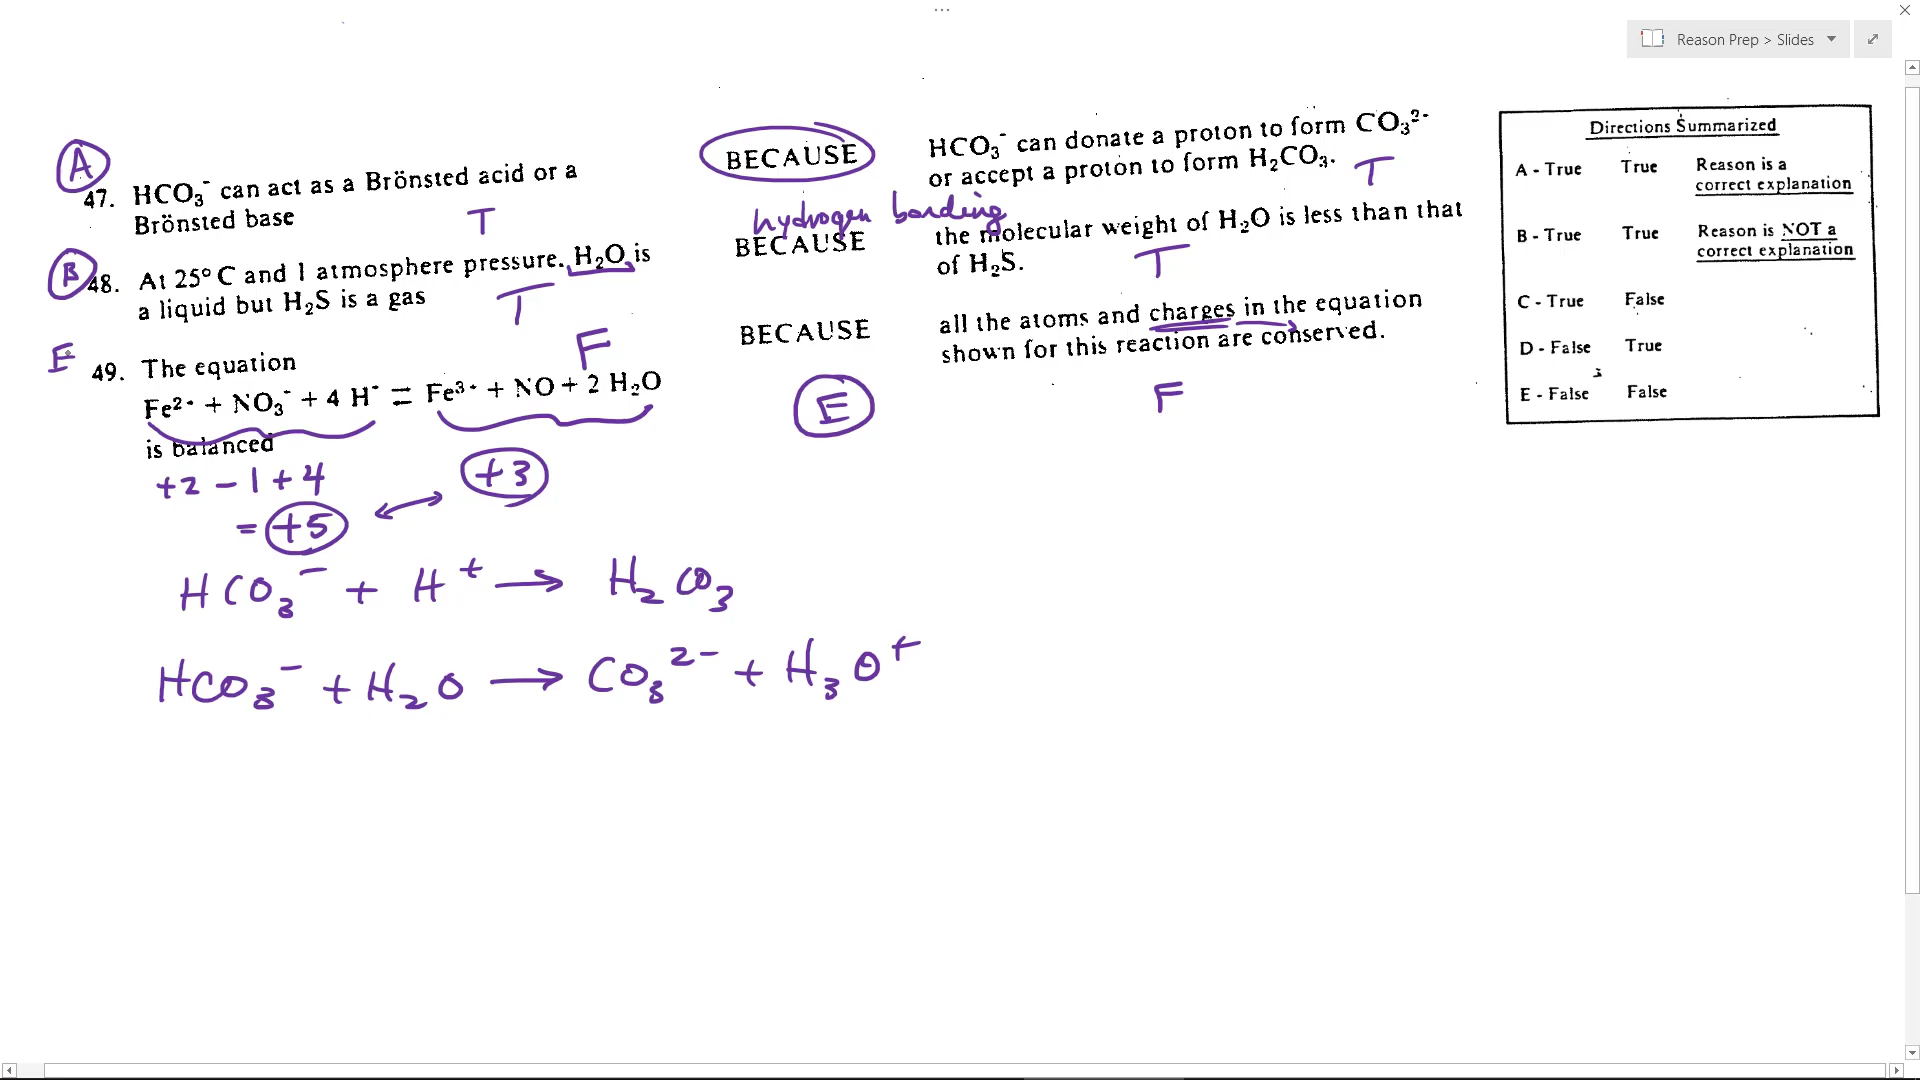 Reason Prep > Slides
A
47. HCO₃⁻ can act as a Brönsted acid or a
Brönsted base
T
BECAUSE
HCO₃⁻ can donate a proton to form CO₃²⁻
or accept a proton to form H₂CO₃.
T
B
48. At 25° C and 1 atmosphere pressure. H₂O is
a liquid but H₂S is a gas
T
hydrogen bonding
BECAUSE
the molecular weight of H₂O is less than that
of H₂S.
T
E
49. The equation
F
Fe²⁺ + NO₃⁻ + 4 H⁺ = Fe³⁺ + NO + 2 H₂O
is balanced
BECAUSE
all the atoms and charges in the equation
shown for this reaction are conserved.
E
F
+2 - 1 + 4
= +5
+3
HCO₃⁻ + H⁺ → H₂CO₃
HCO₃⁻ + H₂O → CO₃²⁻ + H₃O⁺
Directions Summarized
A - True True Reason is a
correct explanation
B - True True Reason is NOT a
correct explanation
C - True False
D - False True
E - False False